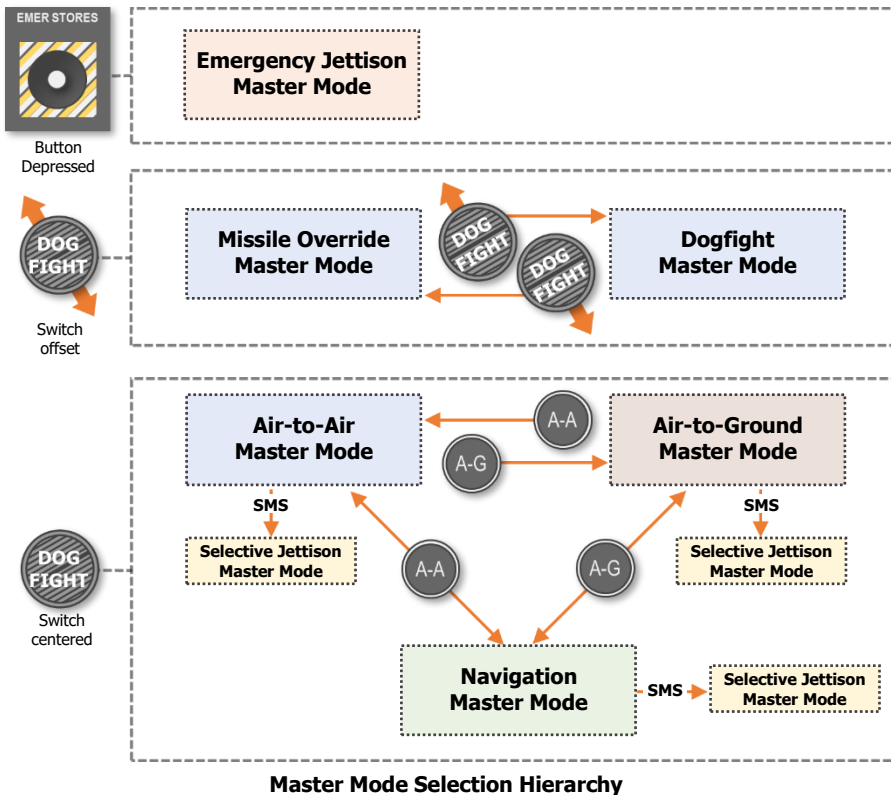 EMER STORES
Button
Depressed
Emergency Jettison
Master Mode
DOG
FIGHT
Switch
offset
Missile Override
Master Mode
DOG
FIGHT
DOG
FIGHT
Dogfight
Master Mode
Air-to-Air
Master Mode
A-A
A-G
Air-to-Ground
Master Mode
SMS
Selective Jettison
Master Mode
SMS
Selective Jettison
Master Mode
DOG
FIGHT
Switch
centered
A-A
A-G
Navigation
Master Mode
SMS
Selective Jettison
Master Mode
Master Mode Selection Hierarchy